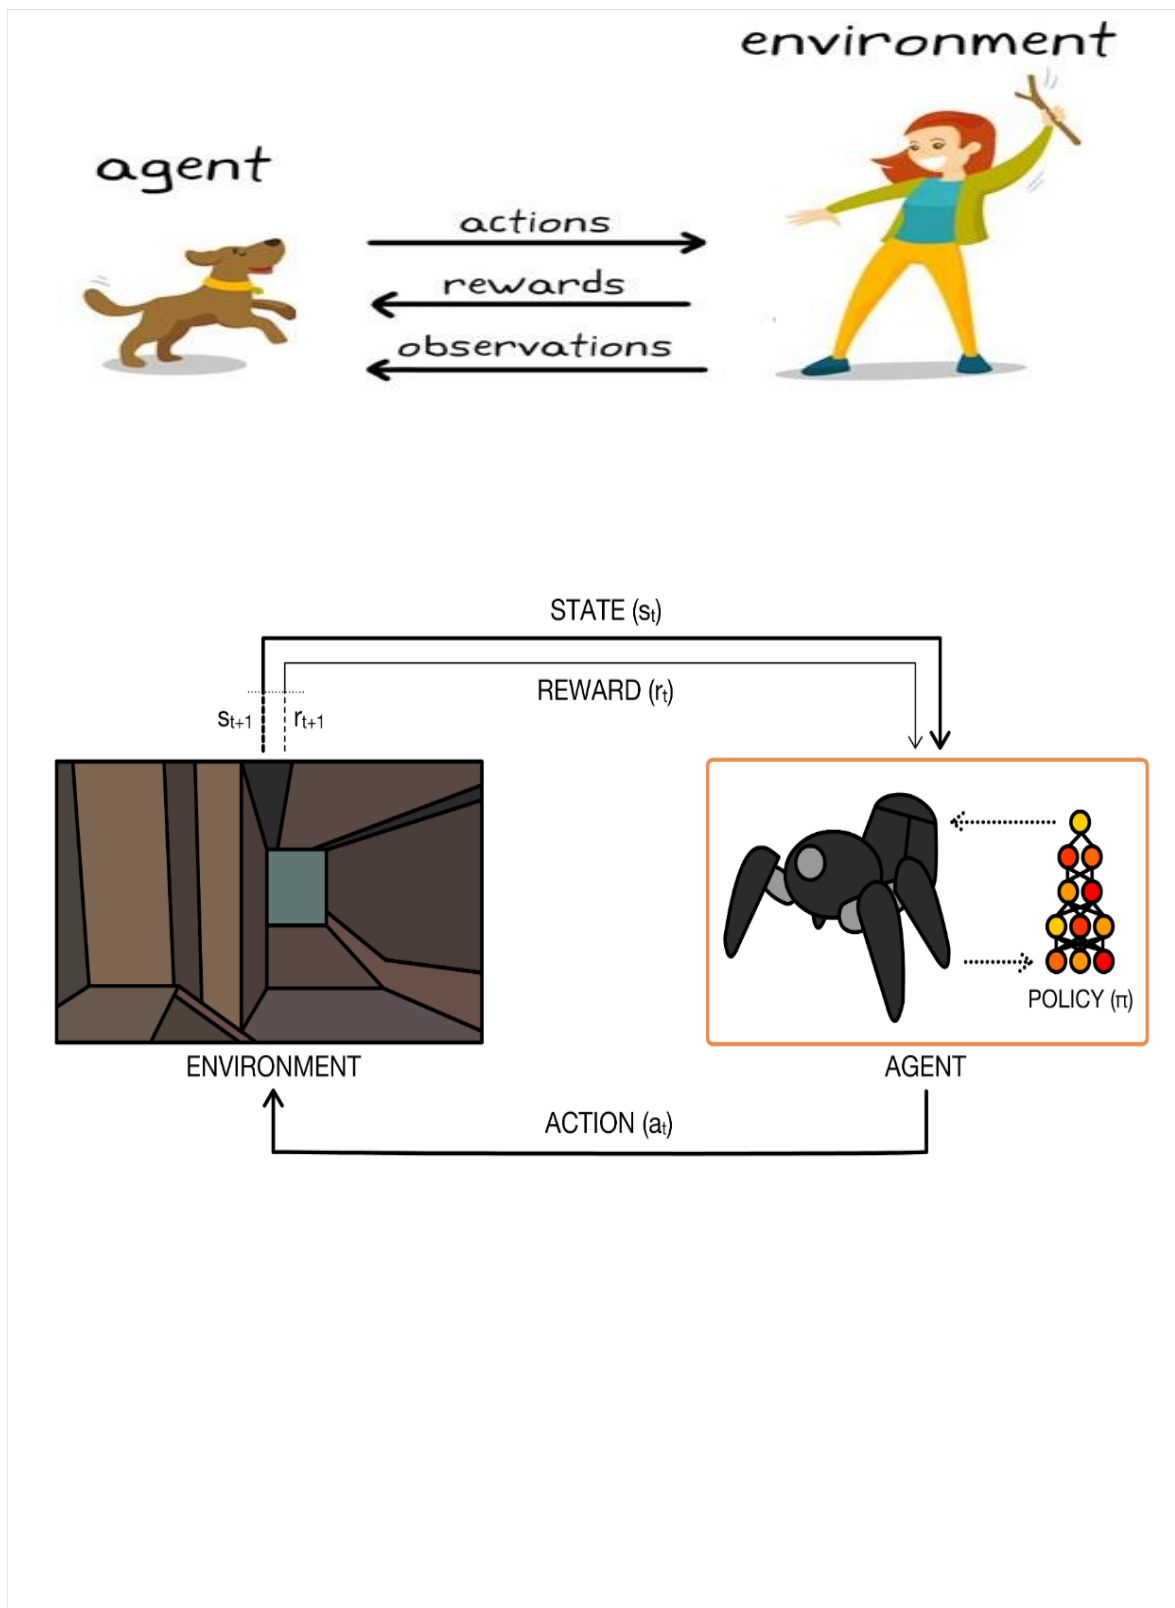 environment
agent
actions
rewards
observations
STATE (sₜ)
REWARD (rₜ)
sₜ₊₁
rₜ₊₁
POLICY (π)
ENVIRONMENT
AGENT
ACTION (aₜ)